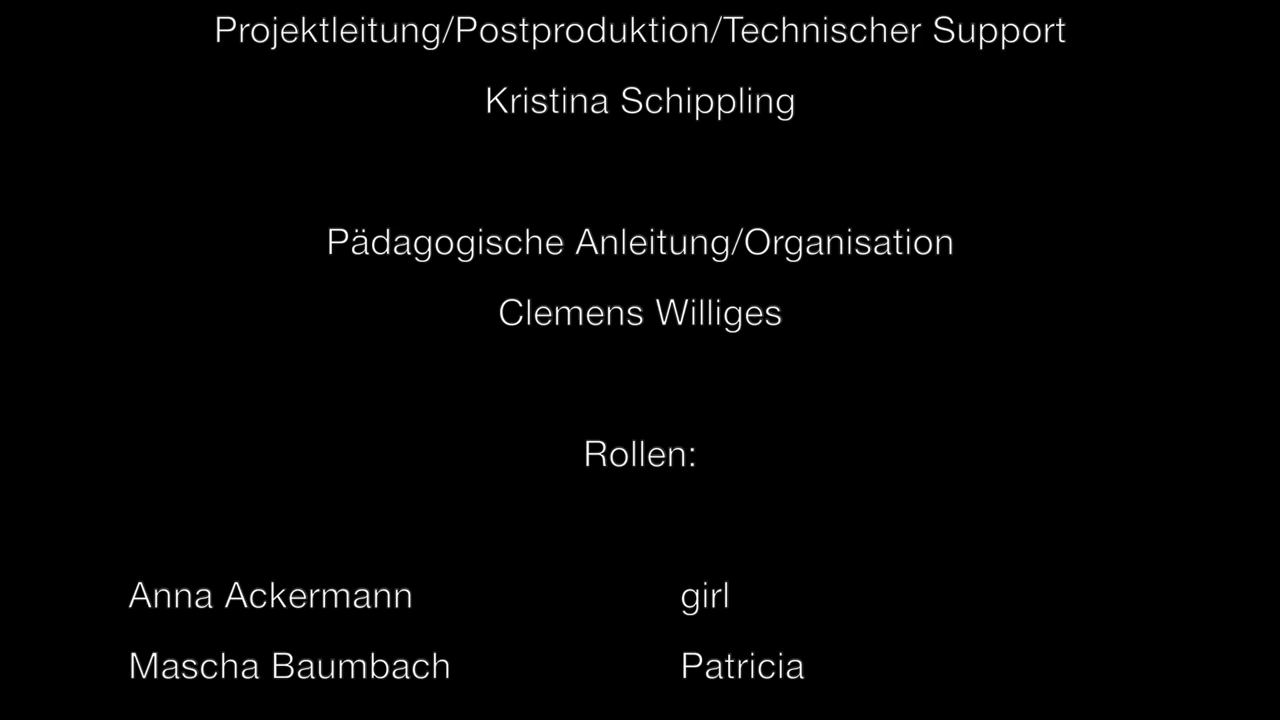 Projektleitung/Postproduktion/Technischer Support
Kristina Schippling
Pädagogische Anleitung/Organisation
Clemens Williges
Rollen:
Anna Ackermann girl
Mascha Baumbach Patricia